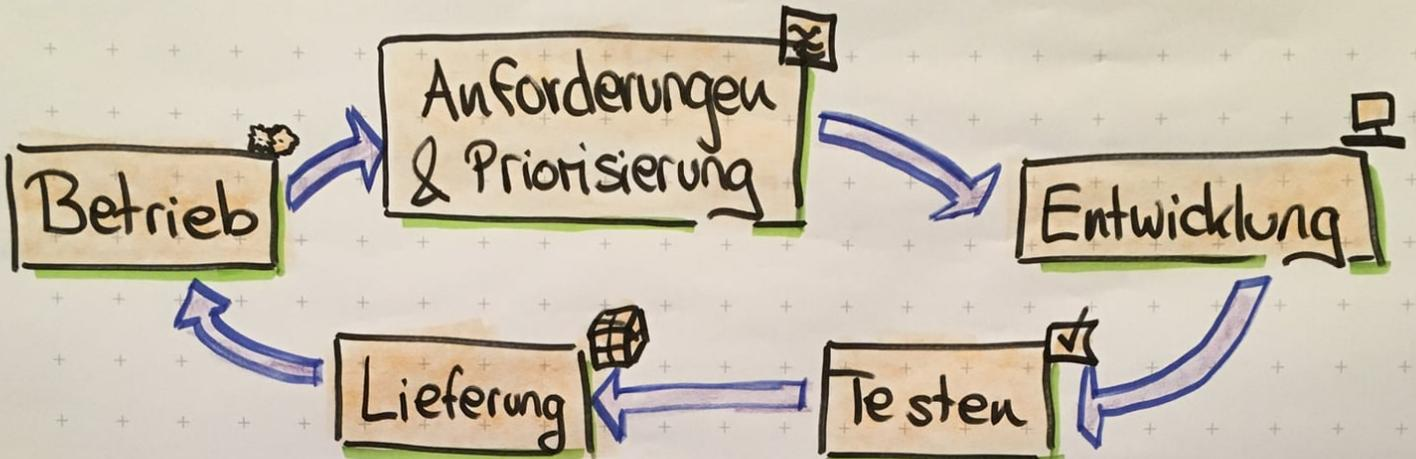 Anforderungen
& Priorisierung
Betrieb
Entwicklung
Lieferung
Testen